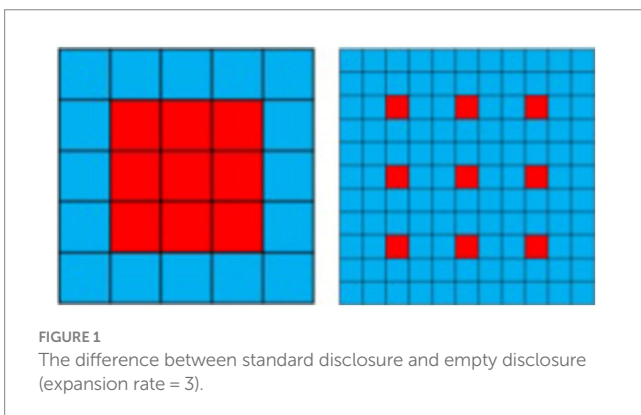 FIGURE 1
The difference between standard disclosure and empty disclosure
(expansion rate = 3).